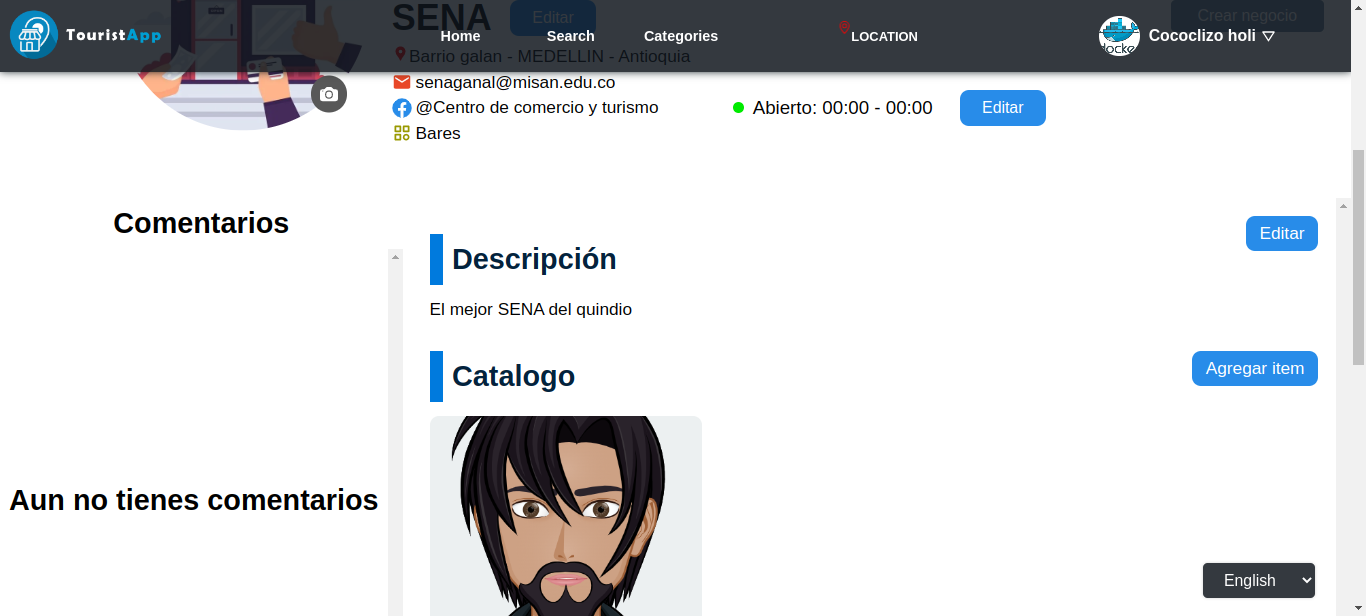 SENA
Editar
Crear negocio
TouristApp
Home
Search
Categories
LOCATION
docke
Cococlizo holi
Barrio galan - MEDELLIN - Antioquia
senaganal@misan.edu.co
@Centro de comercio y turismo
Abierto: 00:00 - 00:00
Editar
Bares
Comentarios
Editar
Descripción
El mejor SENA del quindio
Catalogo
Agregar item
Aun no tienes comentarios
English